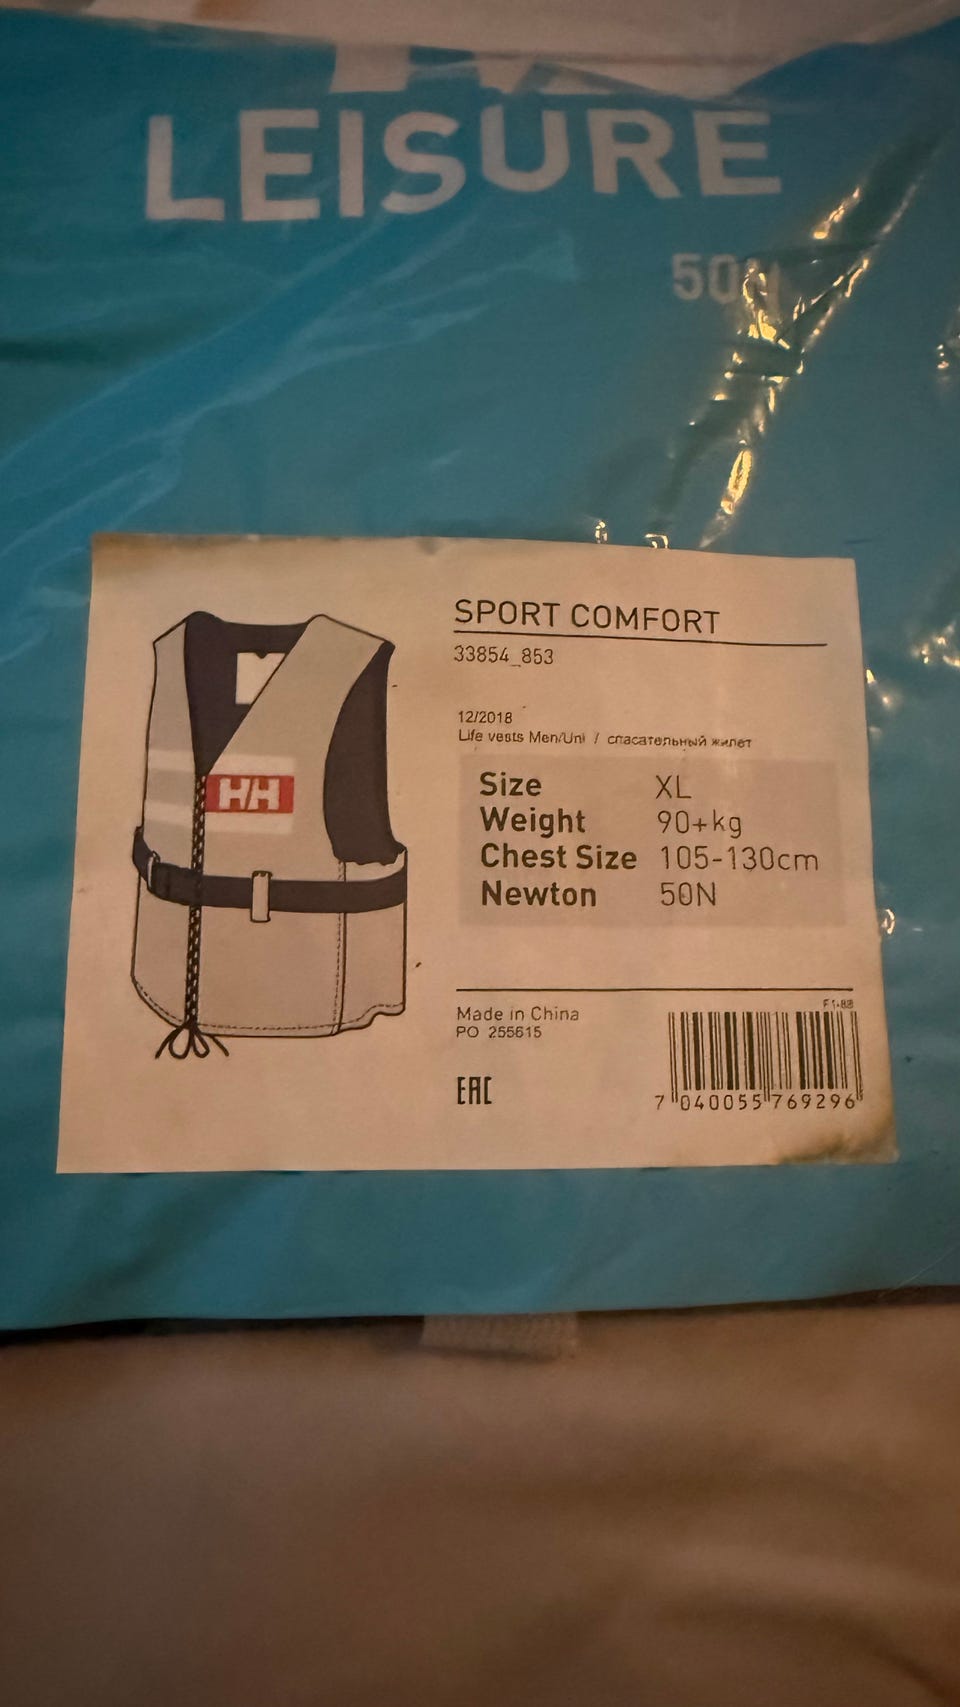 LEISURE
50N
SPORT COMFORT
33854_853
12/2018
Life vests Men/Uni / спасательный жилет
HH
Size XL
Weight 90+kg
Chest Size 105-130cm
Newton 50N
Made in China
PO 255615
EAC
7 040055 769296